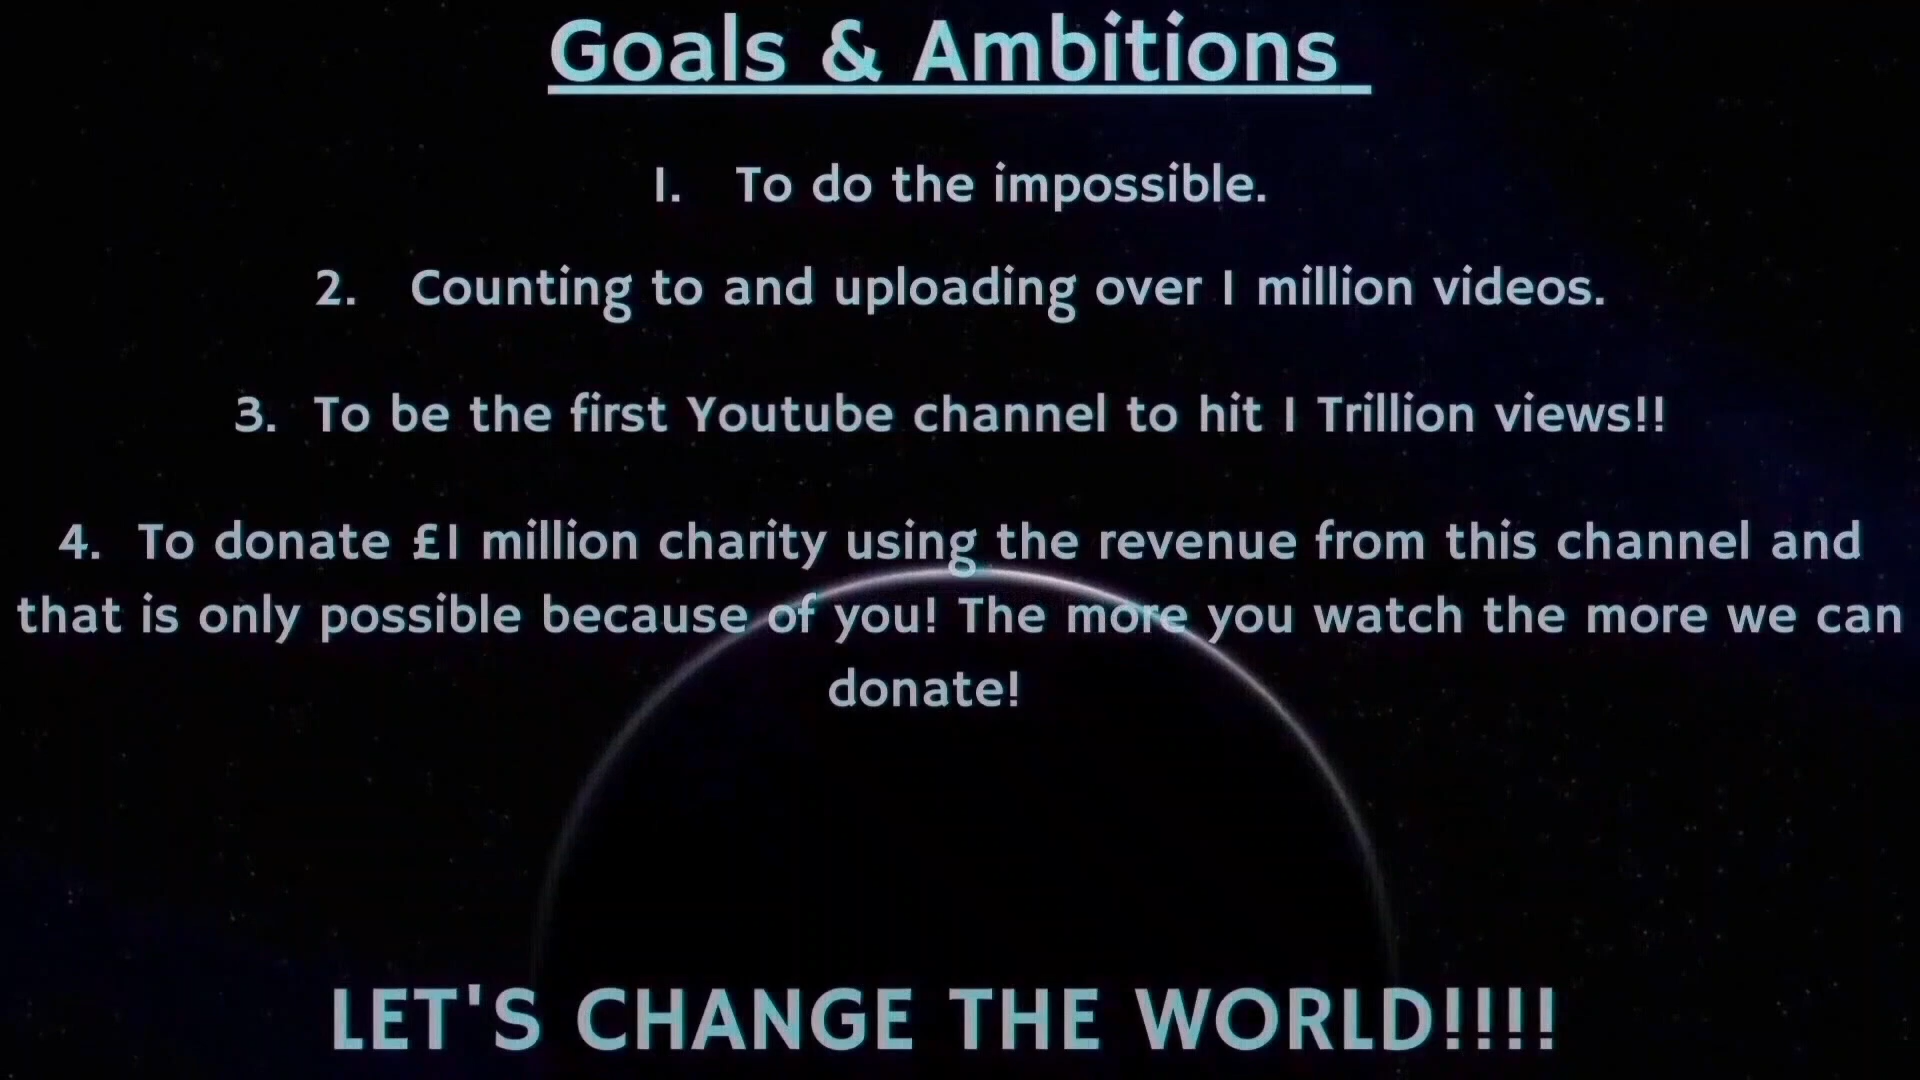 Goals & Ambitions
1. To do the impossible.
2. Counting to and uploading over 1 million videos.
3. To be the first Youtube channel to hit 1 Trillion views!!
4. To donate £1 million charity using the revenue from this channel and
that is only possible because of you! The more you watch the more we can
donate!
LET'S CHANGE THE WORLD!!!!